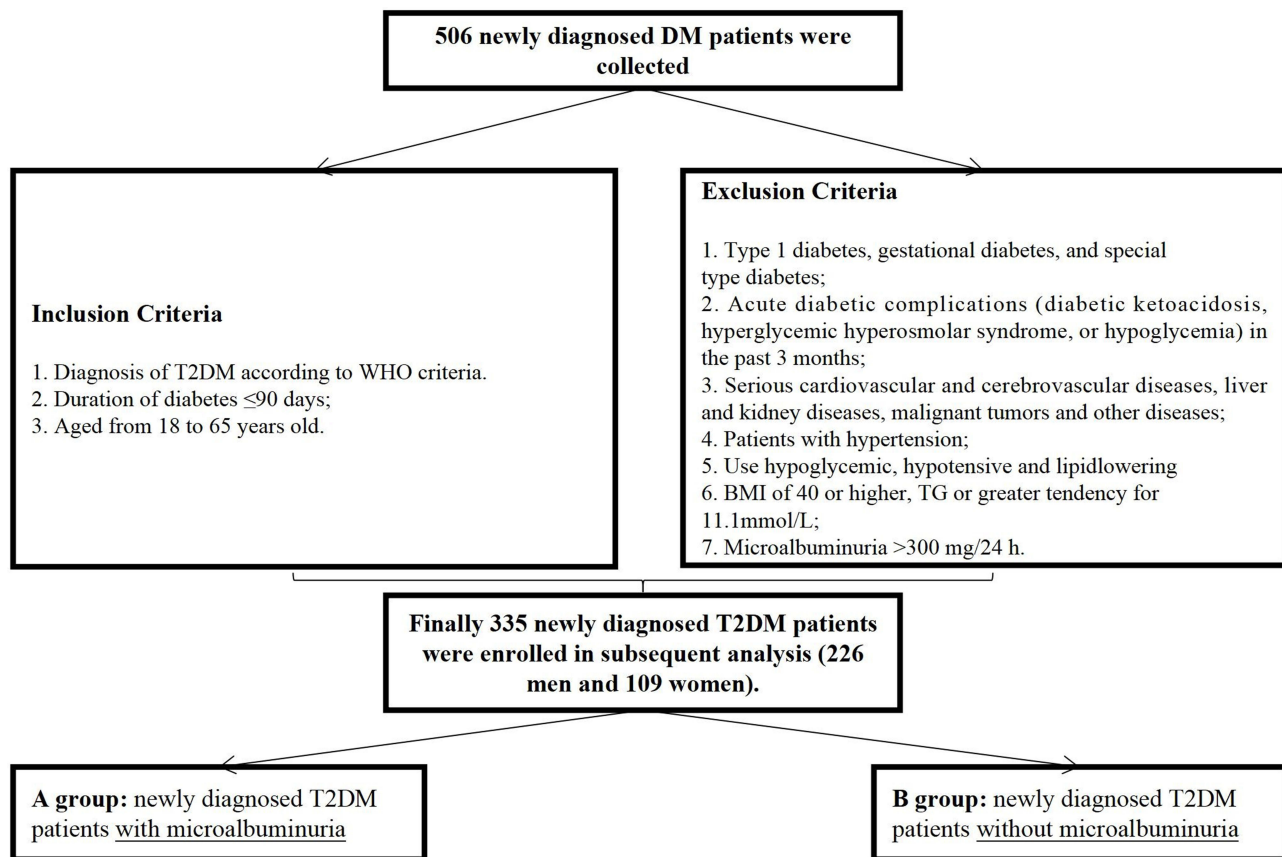 506 newly diagnosed DM patients were
collected
Inclusion Criteria
1. Diagnosis of T2DM according to WHO criteria.
2. Duration of diabetes ≤90 days;
3. Aged from 18 to 65 years old.
Exclusion Criteria
1. Type 1 diabetes, gestational diabetes, and special
type diabetes;
2. Acute diabetic complications (diabetic ketoacidosis,
hyperglycemic hyperosmolar syndrome, or hypoglycemia) in
the past 3 months;
3. Serious cardiovascular and cerebrovascular diseases, liver
and kidney diseases, malignant tumors and other diseases;
4. Patients with hypertension;
5. Use hypoglycemic, hypotensive and lipidlowering
6. BMI of 40 or higher, TG or greater tendency for
11.1mmol/L;
7. Microalbuminuria >300 mg/24 h.
Finally 335 newly diagnosed T2DM patients
were enrolled in subsequent analysis (226
men and 109 women).
A group: newly diagnosed T2DM
patients with microalbuminuria
B group: newly diagnosed T2DM
patients without microalbuminuria